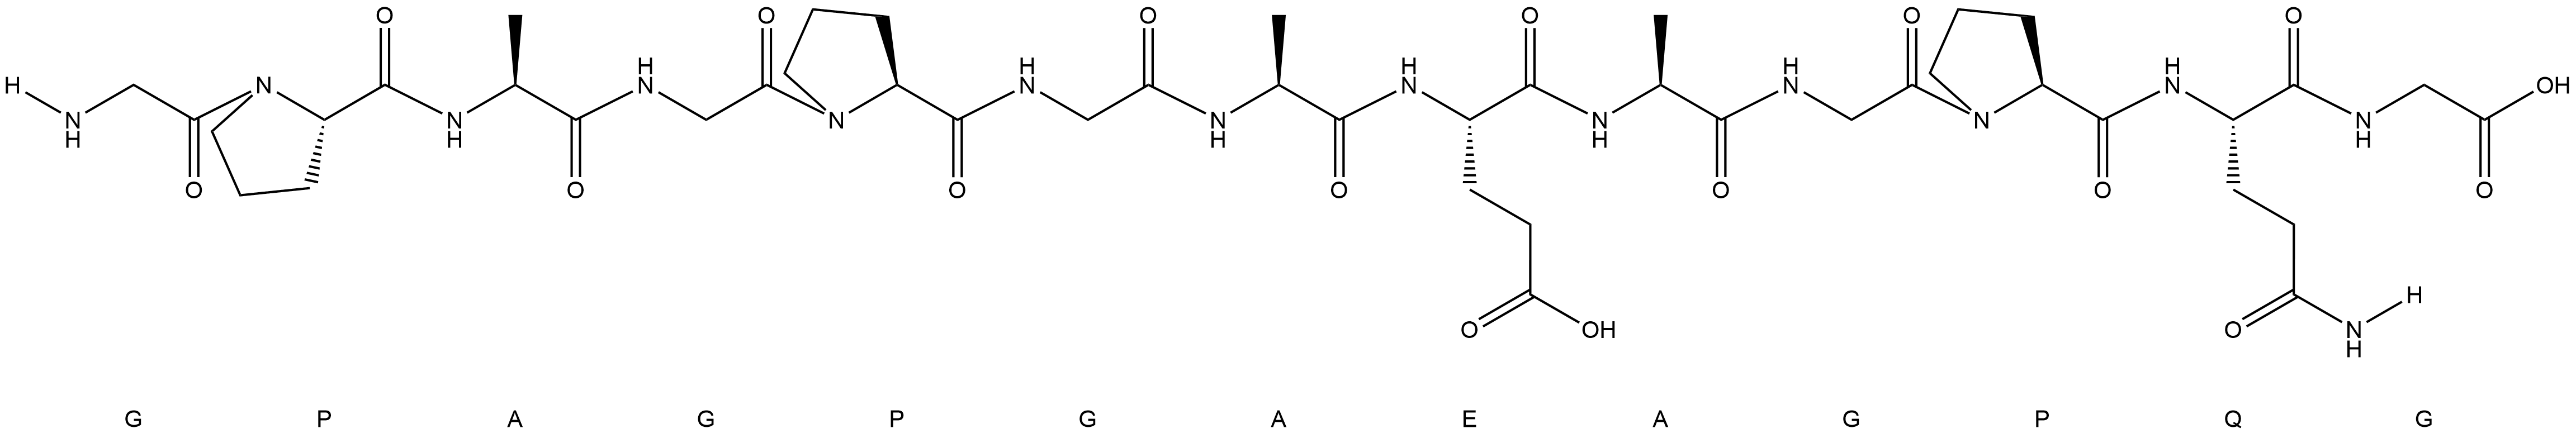 O O O O O O
H H H H H
H N N N N N N OH
N N N N N N N
H H H H H
O O O O O O O
H
O OH O N
H
G P A G P G A E A G P Q G